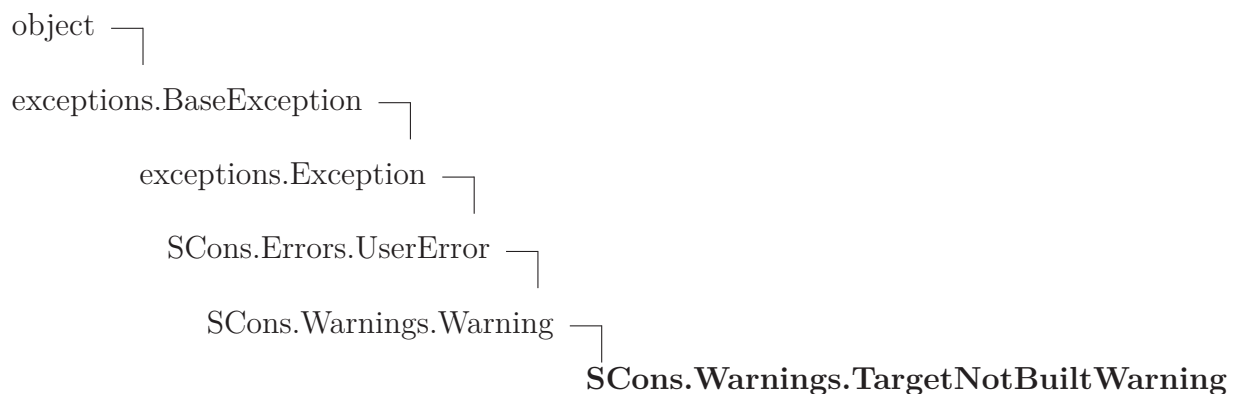 object
exceptions.BaseException
exceptions.Exception
SCons.Errors.UserError
SCons.Warnings.Warning
SCons.Warnings.TargetNotBuiltWarning